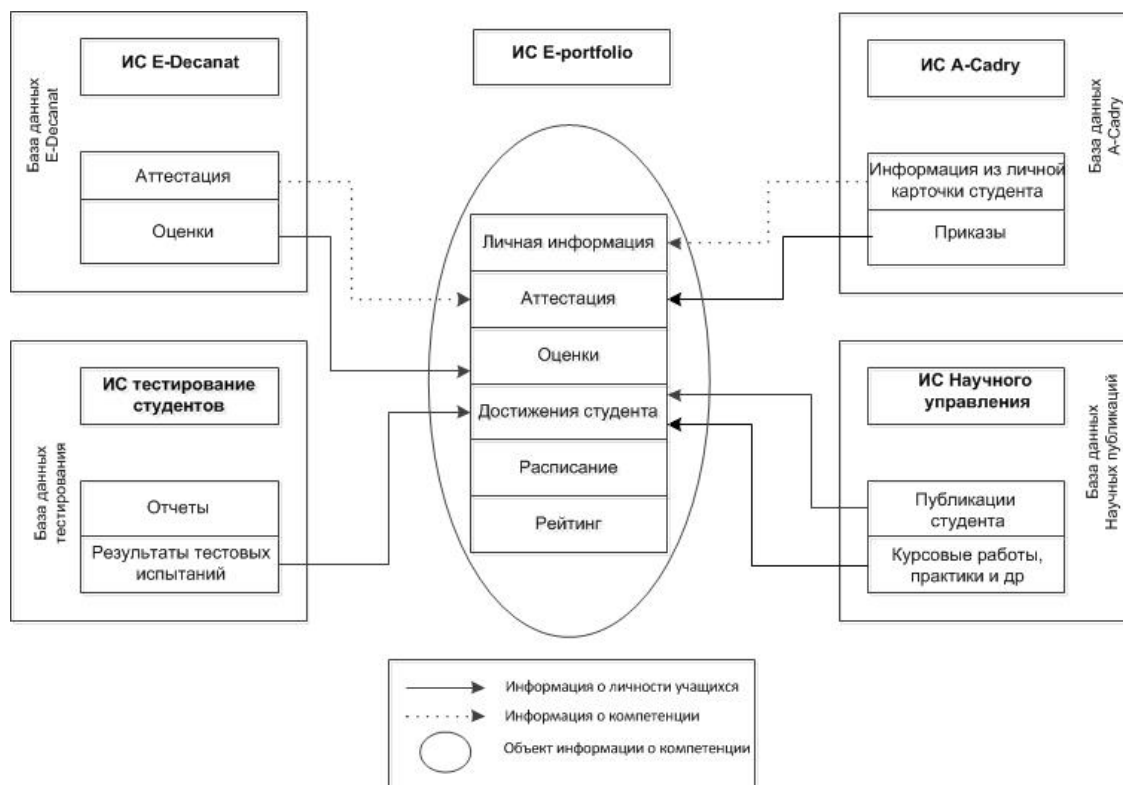 ИС E-Decanat
База данных
E-Decanat
Аттестация
Оценки
ИС E-portfolio
ИС A-Cadry
База данных
A-Cadry
Информация из личной
карточки студента
Приказы
Личная информация
Аттестация
Оценки
Достижения студента
Расписание
Рейтинг
ИС тестирование
студентов
База данных
тестирования
Отчеты
Результаты тестовых
испытаний
ИС Научного
управления
База данных
Научных публикаций
Публикации
студента
Курсовые работы,
практики и др
Информация о личности учащихся
Информация о компетенции
Объект информации о компетенции